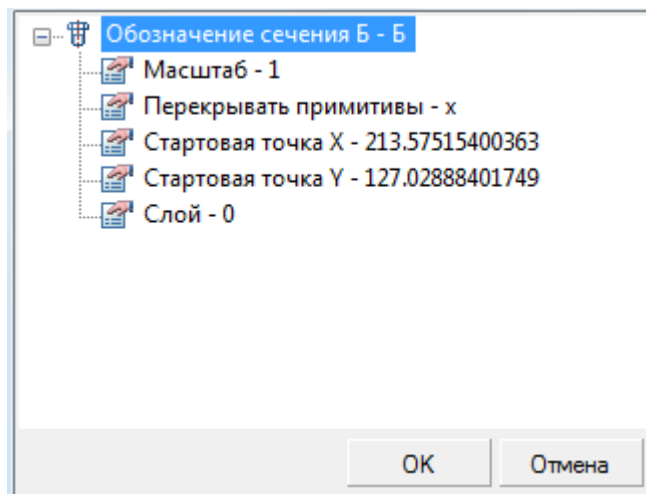 Обозначение сечения Б - Б
Масштаб - 1
Перекрывать примитивы - x
Стартовая точка X - 213.57515400363
Стартовая точка Y - 127.02888401749
Слой - 0
OK Отмена